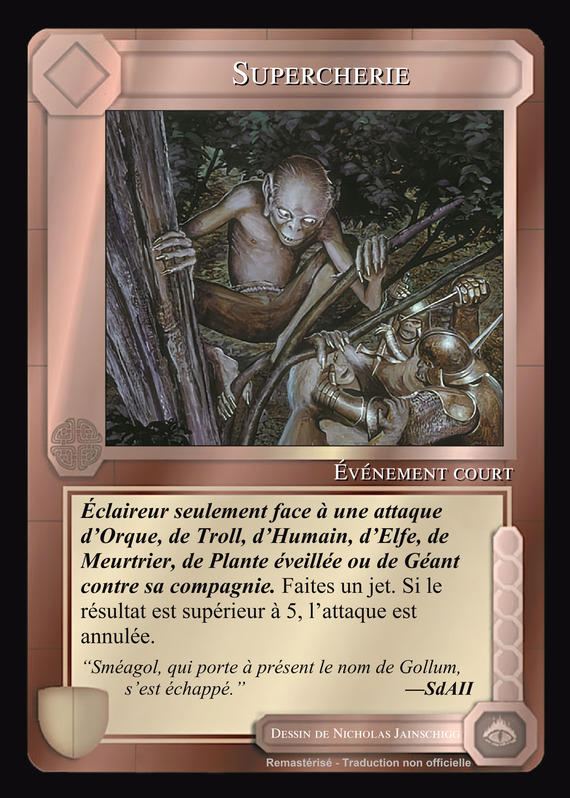 Supercherie
Événement court
Éclaireur seulement face à une attaque
d’Orque, de Troll, d’Humain, d’Elfe, de
Meurtrier, de Plante éveillée ou de Géant
contre sa compagnie. Faites un jet. Si le
résultat est supérieur à 5, l’attaque est
annulée.
“Sméagol, qui porte à présent le nom de Gollum,
s’est échappé.” —SdAII
Dessin de Nicholas Jainschigg
Remastérisé - Traduction non officielle